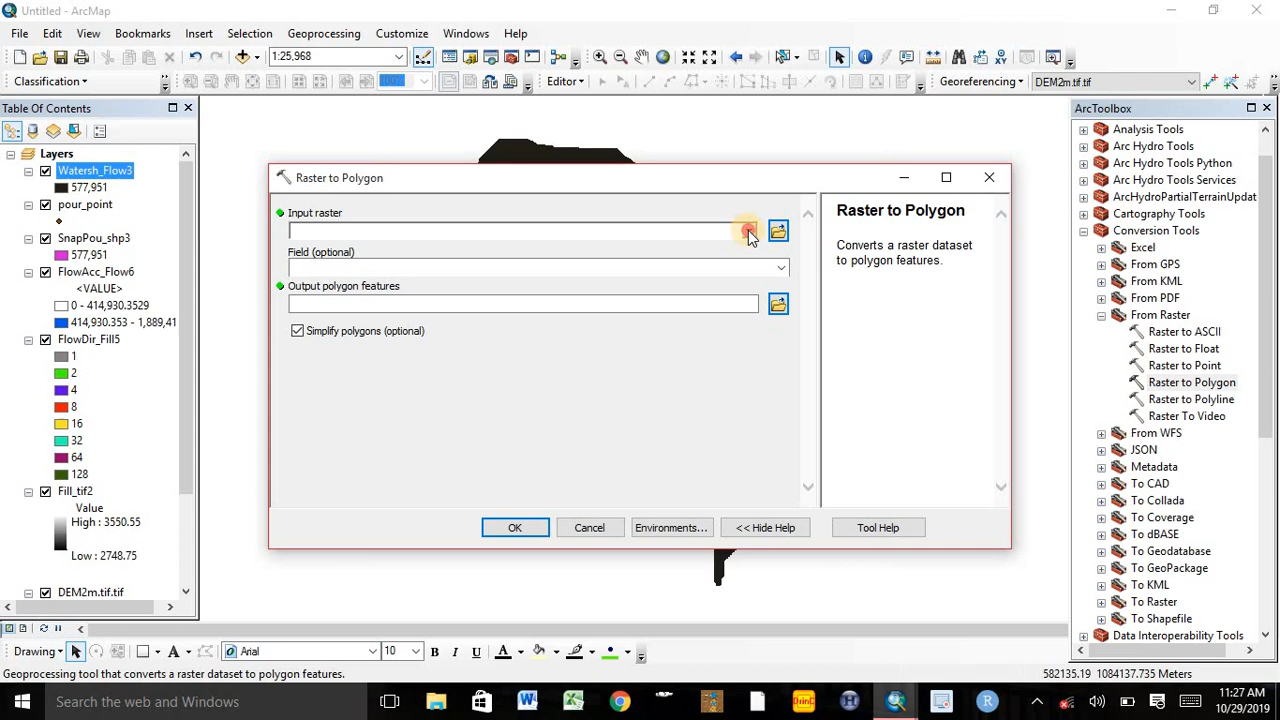 Untitled - ArcMap
File Edit View Bookmarks Insert Selection Geoprocessing Customize Windows Help
1:25,968
Classification
100
Editor
Georeferencing
DEM2m.tif.tif
Table Of Contents
Layers
Watersh_Flow3
577,951
pour_point
SnapPou_shp3
577,951
FlowAcc_Flow6
<VALUE>
0 - 414,930.3529
414,930.353 - 1,889,41
FlowDir_Fill5
1
2
4
8
16
32
64
128
Fill_tif2
Value
High : 3550.55
Low : 2748.75
DEM2m.tif.tif
Raster to Polygon
Input raster
Field (optional)
Output polygon features
Simplify polygons (optional)
OK
Cancel
Environments...
<< Hide Help
Tool Help
Raster to Polygon
Converts a raster dataset
to polygon features.
ArcToolbox
Analysis Tools
Arc Hydro Tools
Arc Hydro Tools Python
Arc Hydro Tools Services
ArcHydroPartialTerrainUpdat
Cartography Tools
Conversion Tools
Excel
From GPS
From KML
From PDF
From Raster
Raster to ASCII
Raster to Float
Raster to Point
Raster to Polygon
Raster to Polyline
Raster To Video
From WFS
JSON
Metadata
To CAD
To Collada
To Coverage
To dBASE
To Geodatabase
To GeoPackage
To KML
To Raster
To Shapefile
Data Interoperability Tools
Drawing
A
Arial
10
B I U A
Geoprocessing tool that converts a raster dataset to polygon features.
582135.19 1084137.735 Meters
Search the web and Windows
11:27 AM
10/29/2019